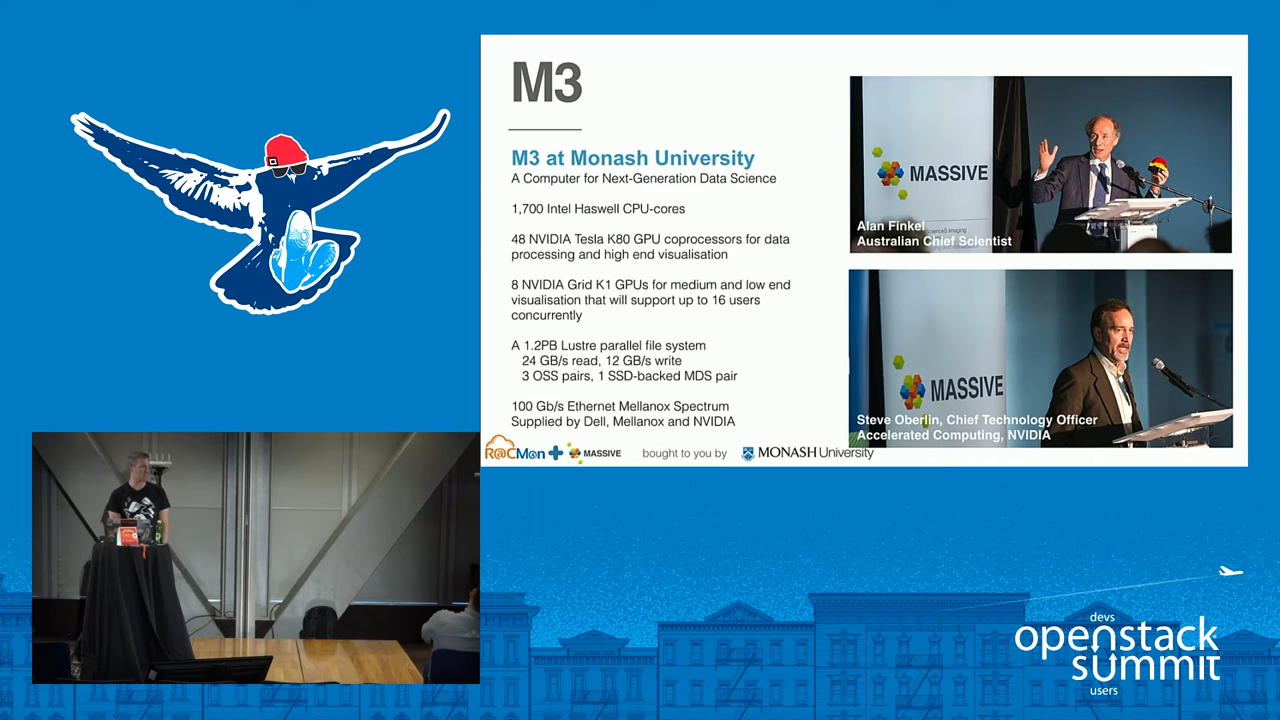 M3
M3 at Monash University
A Computer for Next-Generation Data Science
1,700 Intel Haswell CPU-cores
48 NVIDIA Tesla K80 GPU coprocessors for data
processing and high end visualisation
8 NVIDIA Grid K1 GPUs for medium and low end
visualisation that will support up to 16 users
concurrently
A 1.2PB Lustre parallel file system
24 GB/s read, 12 GB/s write
3 OSS pairs, 1 SSD-backed MDS pair
100 Gb/s Ethernet Mellanox Spectrum
Supplied by Dell, Mellanox and NVIDIA
MASSIVE
Alan Finkel
Australian Chief Scientist
MASSIVE
Steve Oberlin, Chief Technology Officer
Accelerated Computing, NVIDIA
R@CMon + MASSIVE bought to you by MONASH University
devs
openstack
summit
users